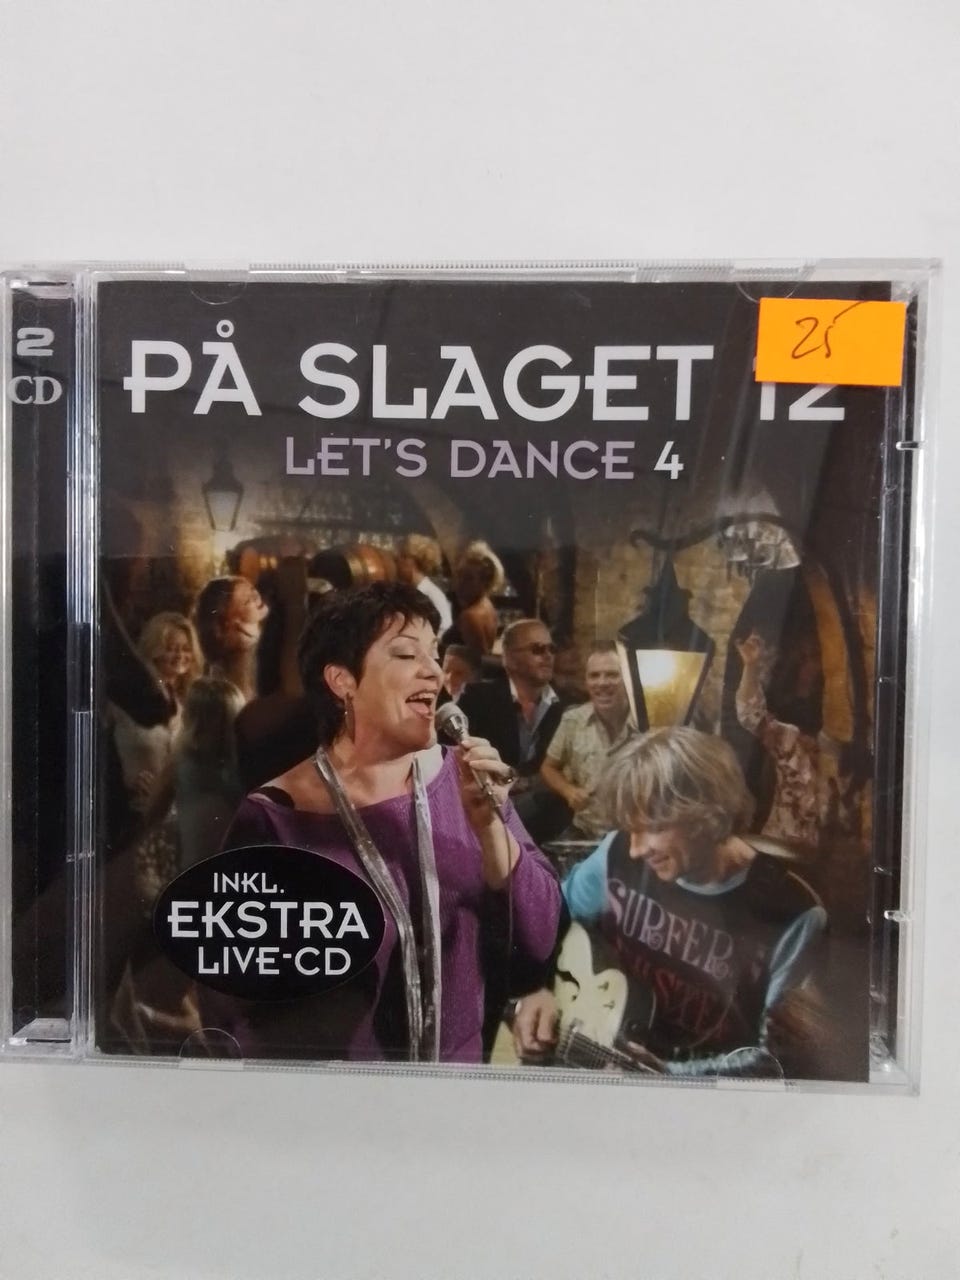 2
CD
25
PÅ SLAGET 12
LET'S DANCE 4
INKL.
EKSTRA
LIVE-CD
SURFER